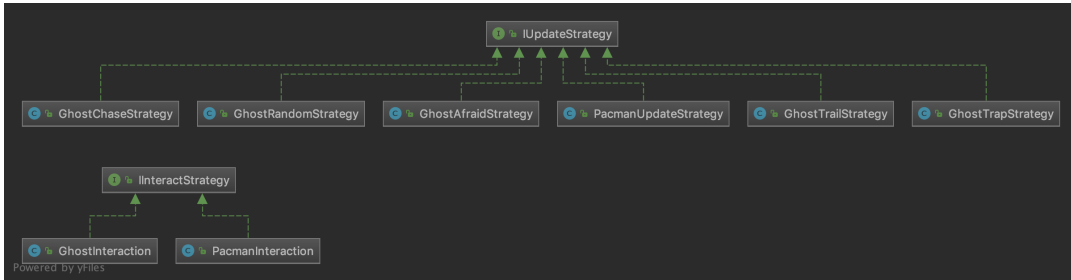 IUpdateStrategy
GhostChaseStrategy
GhostRandomStrategy
GhostAfraidStrategy
PacmanUpdateStrategy
GhostTrailStrategy
GhostTrapStrategy
IInteractStrategy
GhostInteraction
PacmanInteraction
Powered by yFiles